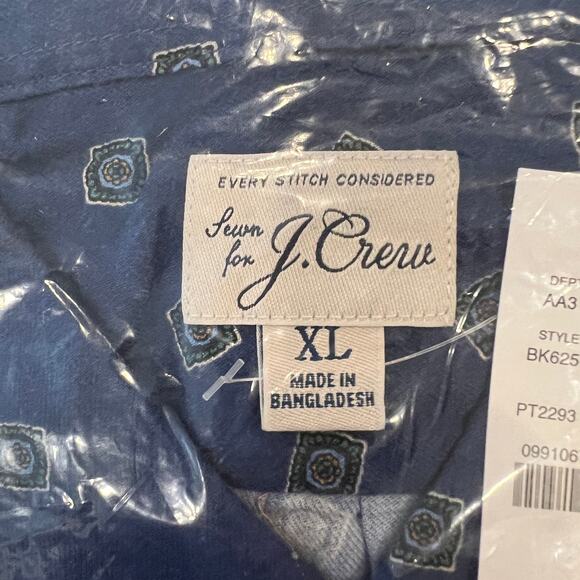 EVERY STITCH CONSIDERED
Sewn for J.Crew
XL
MADE IN
BANGLADESH
DEPT
AA3
STYLE
BK625
PT2293
099106